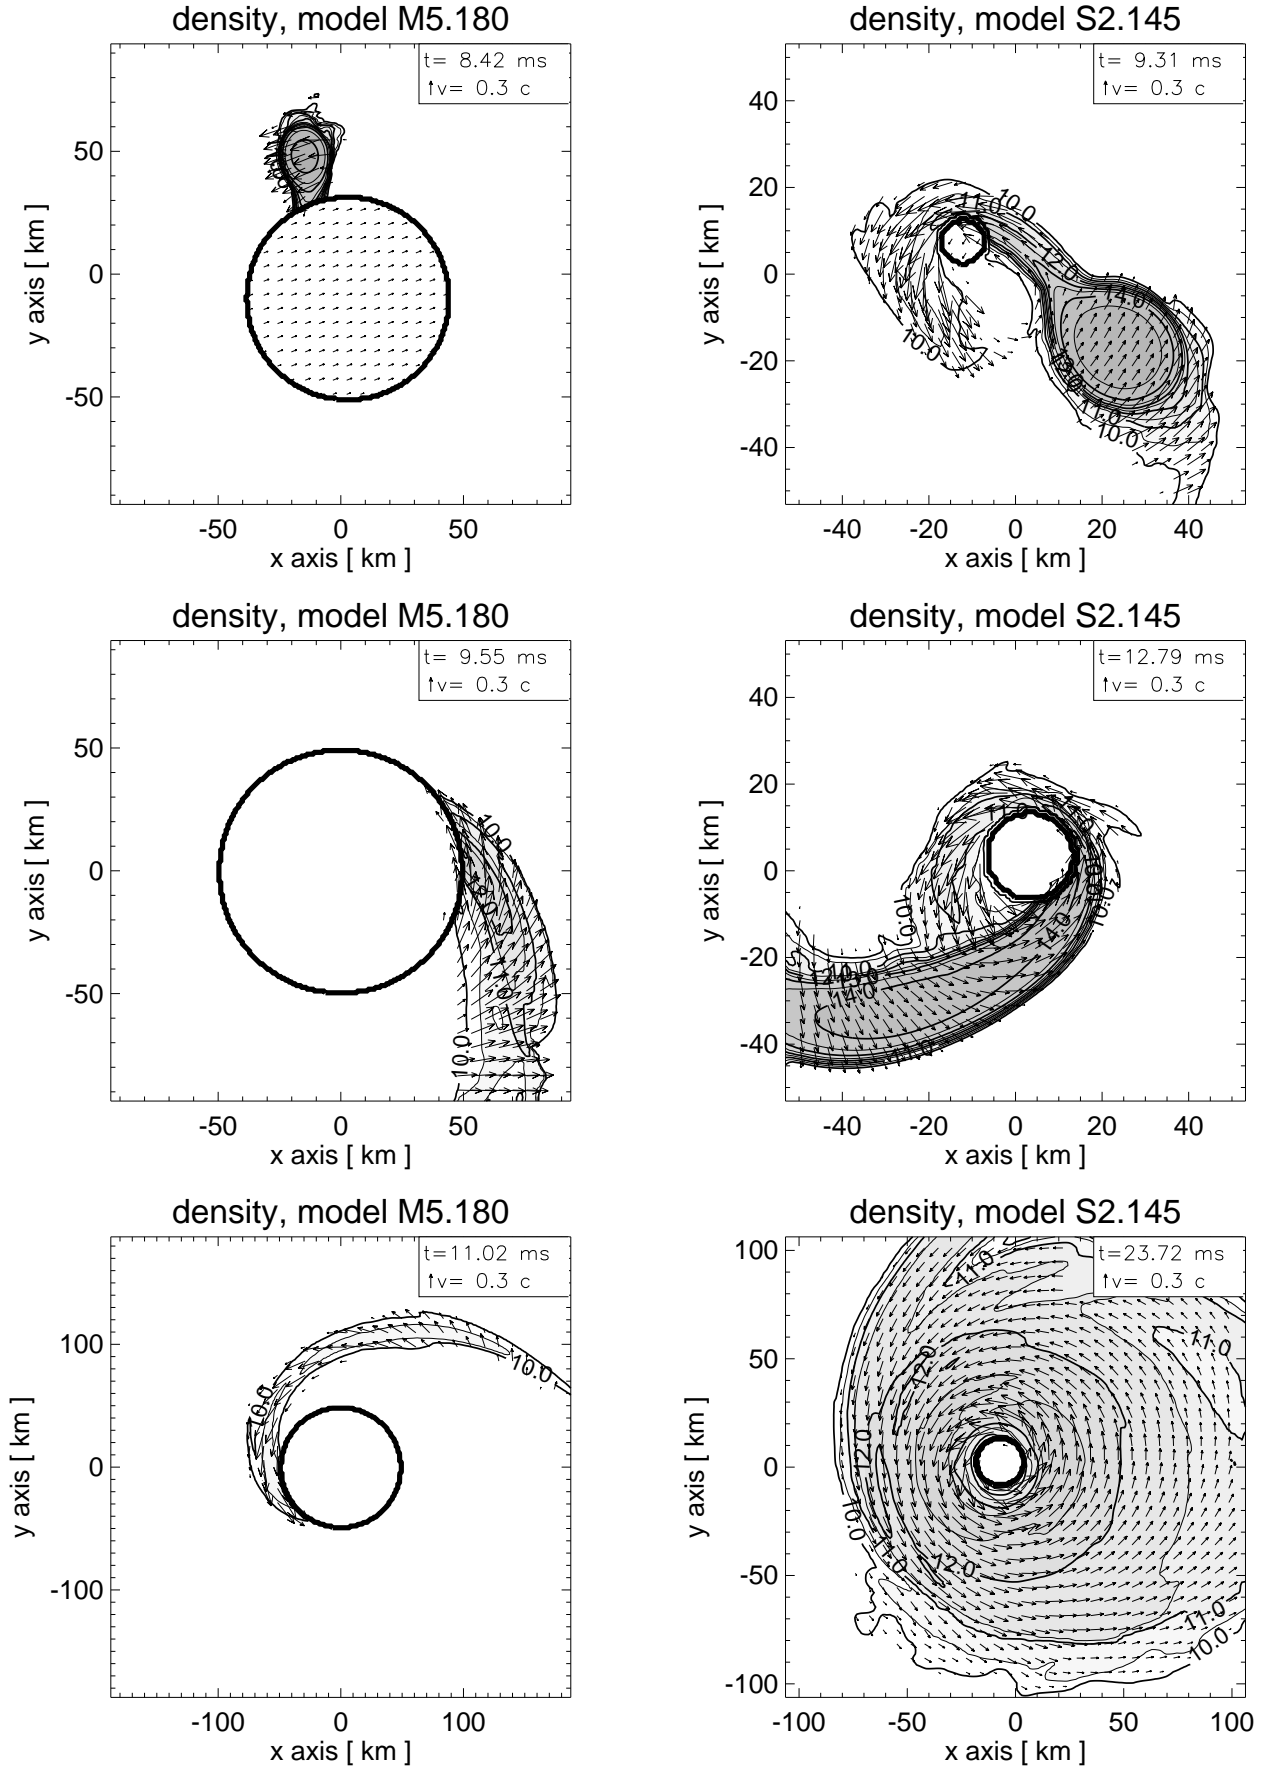 density, model M5.180
t= 8.42 ms
v= 0.3 c
y axis [ km ]
50
0
-50
-50 0 50
x axis [ km ]
density, model S2.145
t= 9.31 ms
v= 0.3 c
y axis [ km ]
40
20
0
-20
-40
10.0
11.0
12.0
14.0
10.0
13.0
11.0
10.0
-40 -20 0 20 40
x axis [ km ]
density, model M5.180
t= 9.55 ms
v= 0.3 c
y axis [ km ]
50
0
-50
10.0
10.0
-50 0 50
x axis [ km ]
density, model S2.145
t=12.79 ms
v= 0.3 c
y axis [ km ]
40
20
0
-20
-40
11.0
10.0
10.0
14.0
14.0
11.0
-40 -20 0 20 40
x axis [ km ]
density, model M5.180
t=11.02 ms
v= 0.3 c
y axis [ km ]
100
0
-100
10.0
10.0
-100 0 100
x axis [ km ]
density, model S2.145
t=23.72 ms
v= 0.3 c
y axis [ km ]
100
50
0
-50
-100
11.0
11.0
12.0
12.0
10.0
11.0
12.0
11.0
10.0
-100 -50 0 50 100
x axis [ km ]